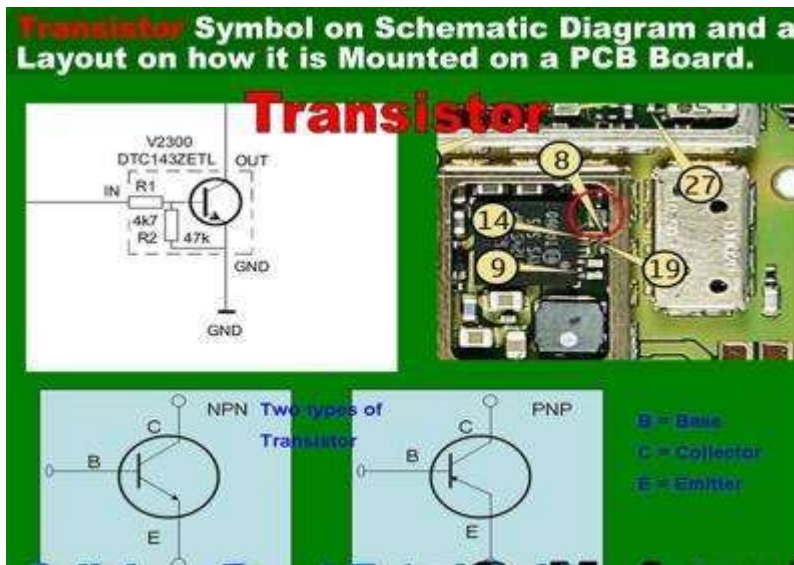 Transistor Symbol on Schematic Diagram and a
Layout on how it is Mounted on a PCB Board.
Transistor
V2300
DTC143ZETL
OUT
IN
R1
4k7
R2
47k
GND
GND
8
27
14
9
19
NPN
Two types of
Transistor
C
B
E
PNP
C
B
E
B = Base
C = Collector
E = Emitter